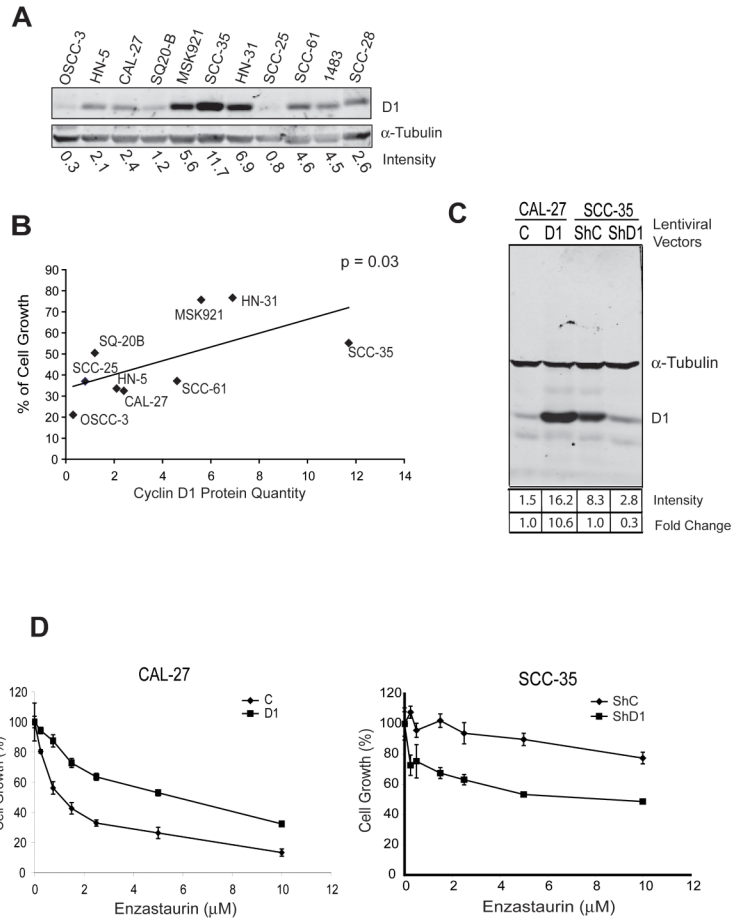 A
OSCC-3 HN-5 CAL-27 SQ20-B MSK921 SCC-35 HN-31 SCC-25 SCC-61 1483 SCC-28
D1
α-Tubulin
0.3 2.1 2.4 1.2 5.6 11.7 6.9 0.8 4.6 4.5 2.6 Intensity
B
p = 0.03
% of Cell Growth
90
80
70
60
50
40
30
20
10
0
MSK921
HN-31
SQ-20B
SCC-35
SCC-25
HN-5
SCC-61
CAL-27
OSCC-3
0 2 4 6 8 10 12 14
Cyclin D1 Protein Quantity
C
CAL-27 SCC-35
C D1 ShC ShD1
Lentiviral
Vectors
α-Tubulin
D1
1.5 16.2 8.3 2.8 Intensity
1.0 10.6 1.0 0.3 Fold Change
D
CAL-27
C
D1
120
100
80
60
40
20
0
Cell Growth (%)
0 2 4 6 8 10 12
Enzastaurin (μM)
SCC-35
ShC
ShD1
120
100
80
60
40
20
0
Cell Growth (%)
0 2 4 6 8 10 12
Enzastaurin (μM)